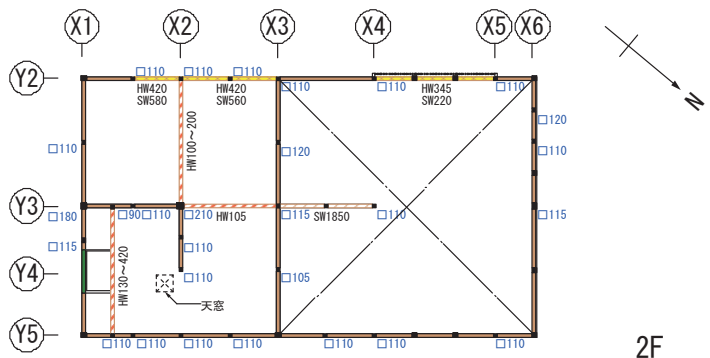 X1 X2 X3 X4 X5 X6
Y2
□110 □110 □110
HW420 HW420 HW345
SW580 SW560 SW220
□110 □110 □110
N
HW100～200
□120
□110 □120 □110
Y3
□180 □90 □110 □210 HW105 □115 SW1850 □110 □115
□115 □110
Y4
HW130～420
□110 □105
天窓
Y5
□110 □110 □110 □110 □110 □110 □110 □110
2F